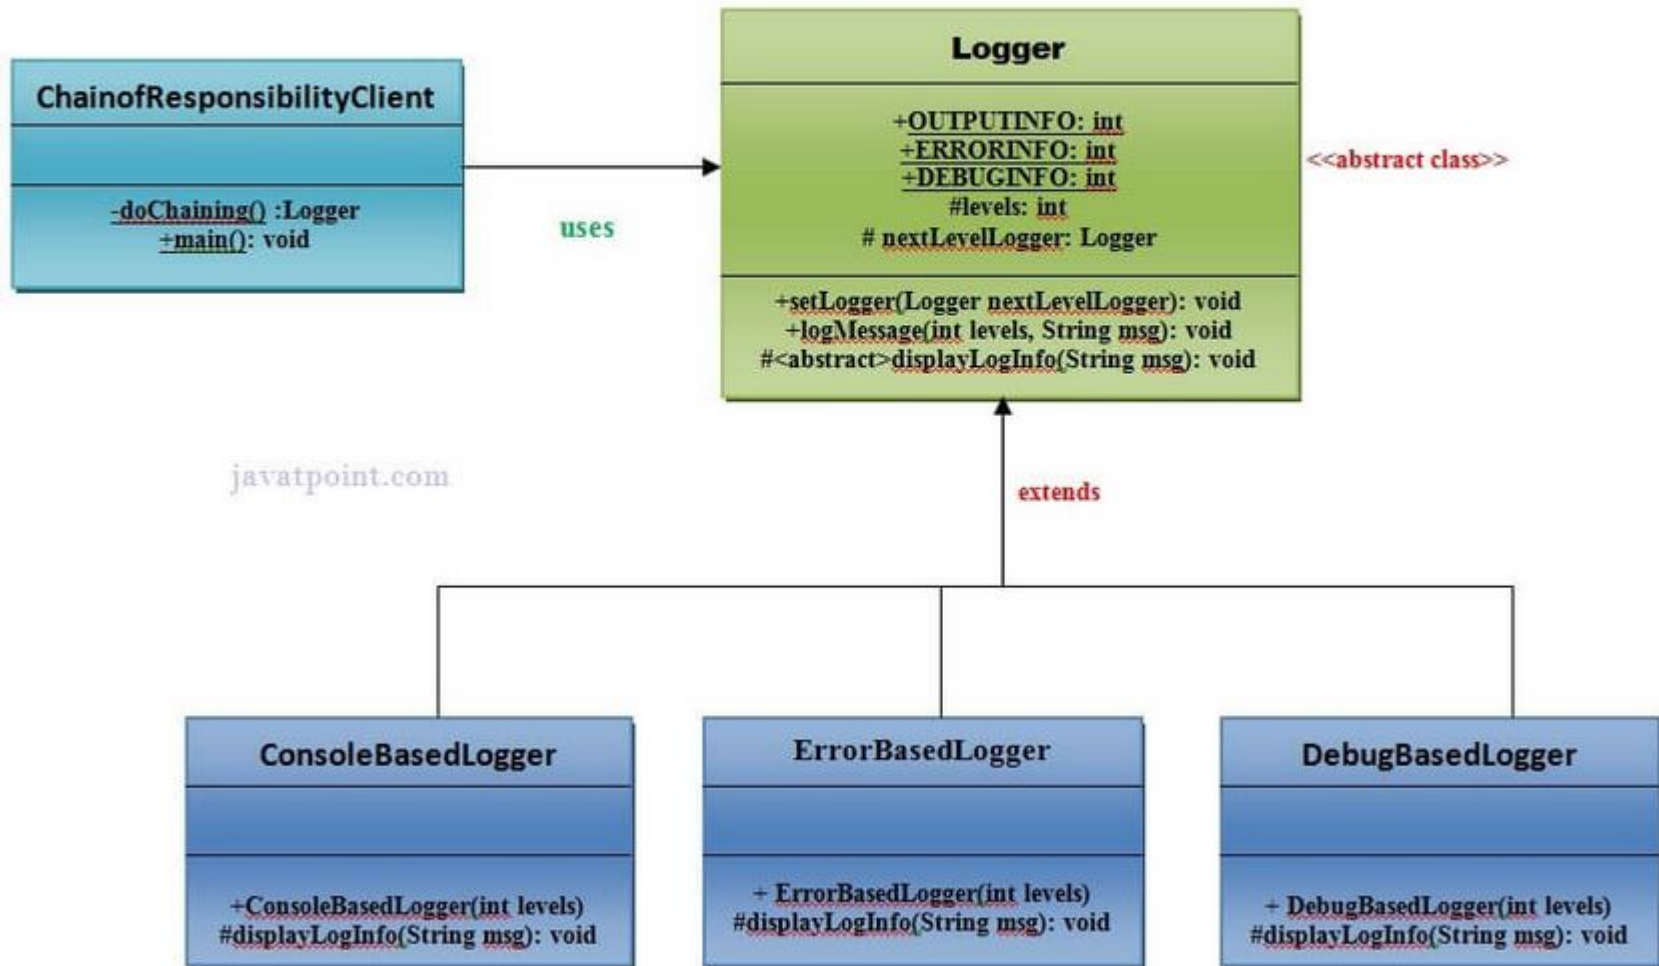 ChainofResponsibilityClient
-doChaining() :Logger
+main(): void
uses
Logger
+OUTPUTINFO: int
+ERRORINFO: int
+DEBUGINFO: int
#levels: int
# nextLevelLogger: Logger
+setLogger(Logger nextLevelLogger): void
+logMessage(int levels, String msg): void
#<abstract>displayLogInfo(String msg): void
<<abstract class>>
javatpoint.com
extends
ConsoleBasedLogger
+ConsoleBasedLogger(int levels)
#displayLogInfo(String msg): void
ErrorBasedLogger
+ ErrorBasedLogger(int levels)
#displayLogInfo(String msg): void
DebugBasedLogger
+ DebugBasedLogger(int levels)
#displayLogInfo(String msg): void